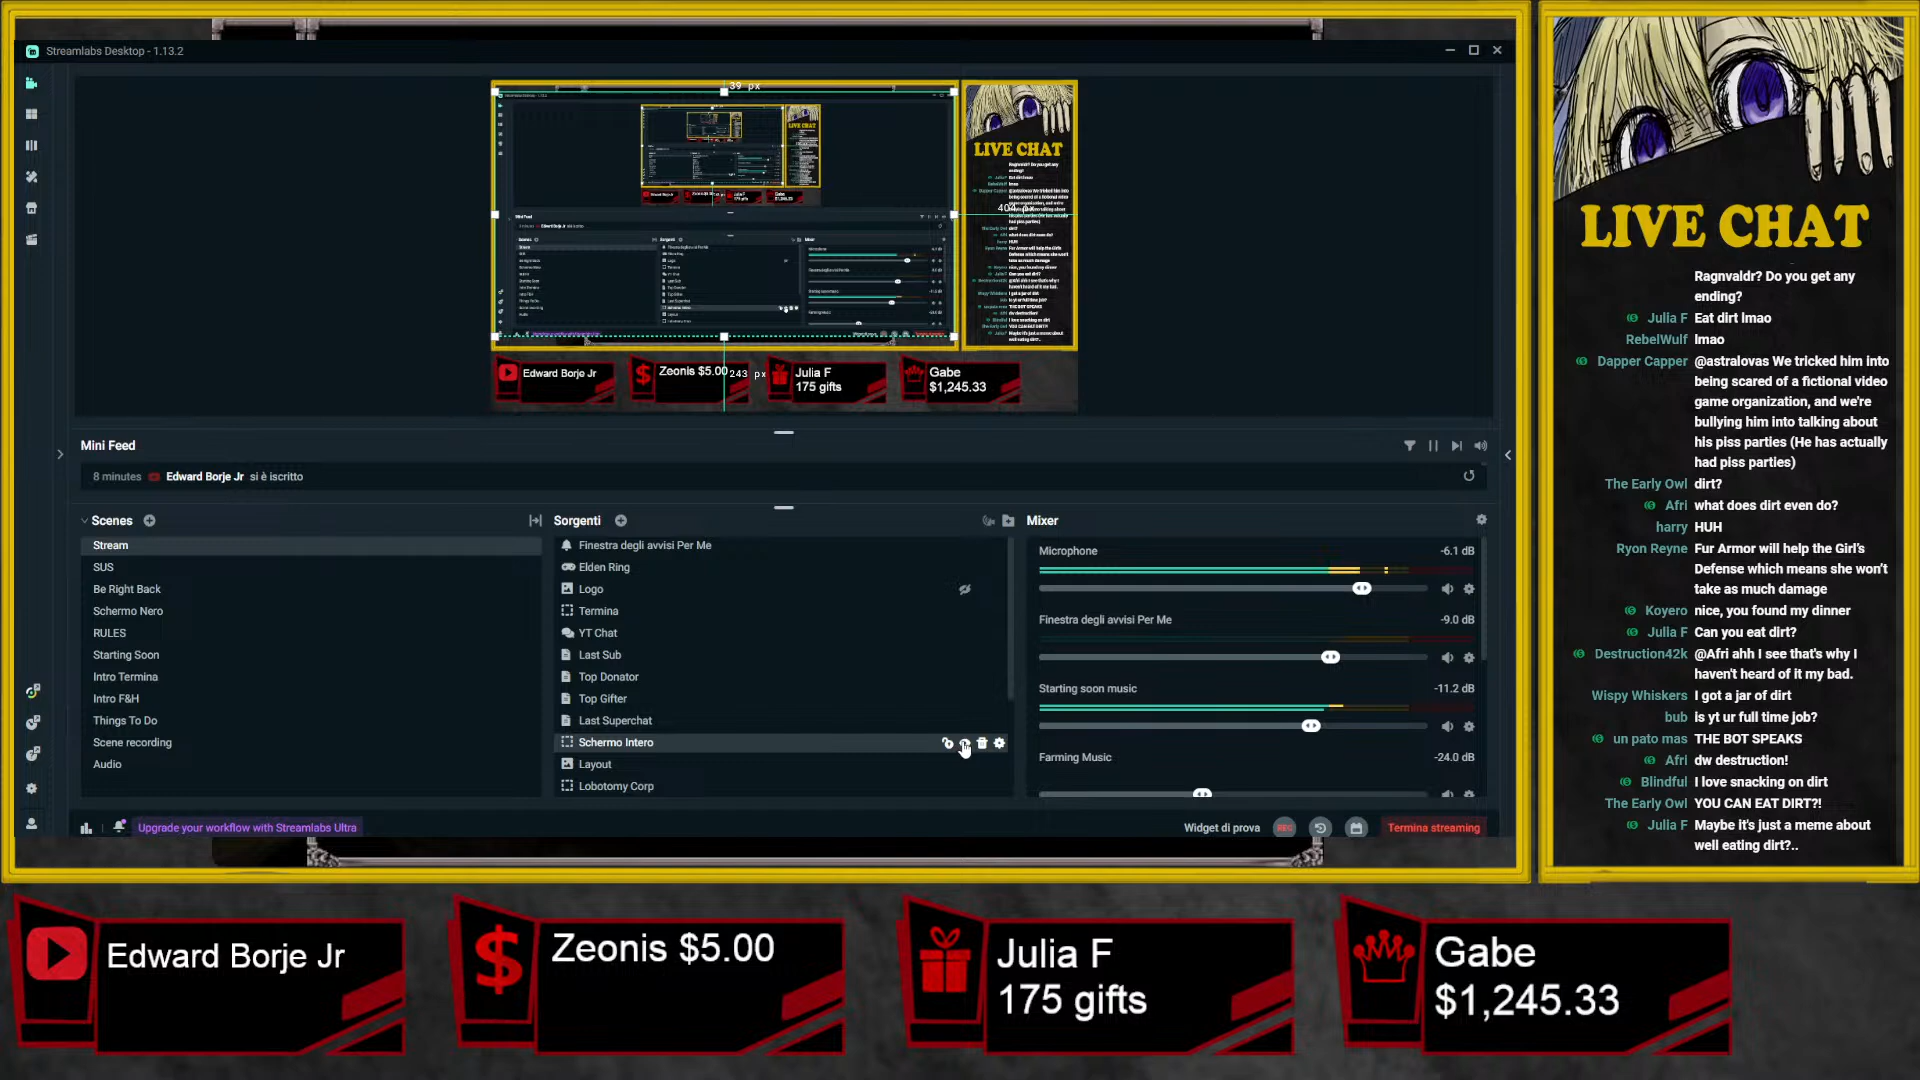 Streamlabs Desktop - 1.13.2
39 px
LIVE CHAT
404 px
Edward Borje Jr
Zeonis $5.00
243 px
Julia F
175 gifts
Gabe
$1,245.33
Mini Feed
8 minutes Edward Borje Jr si è iscritto
Scenes
Stream
SUS
Be Right Back
Schermo Nero
RULES
Starting Soon
Intro Termina
Intro F&H
Things To Do
Scene recording
Audio
Sorgenti
Finestra degli avvisi Per Me
Elden Ring
Logo
Termina
YT Chat
Last Sub
Top Donator
Top Gifter
Last Superchat
Schermo Intero
Layout
Lobotomy Corp
Mixer
Microphone -6.1 dB
Finestra degli avvisi Per Me -9.0 dB
Starting soon music -11.2 dB
Farming Music -24.0 dB
Upgrade your workflow with Streamlabs Ultra
Widget di prova
REC
Termina streaming
LIVE CHAT
Ragnvaldr? Do you get any
ending?
Julia F Eat dirt lmao
RebelWulf lmao
Dapper Capper @astralovas We tricked him into
being scared of a fictional video
game organization, and we're
bullying him into talking about
his piss parties (He has actually
had piss parties)
The Early Owl dirt?
Afri what does dirt even do?
harry HUH
Ryon Reyne Fur Armor will help the Girl's
Defense which means she won't
take as much damage
Koyero nice, you found my dinner
Julia F Can you eat dirt?
Destruction42k @Afri ahh I see that's why I
haven't heard of it my bad.
Wispy Whiskers I got a jar of dirt
bub is yt ur full time job?
un pato mas THE BOT SPEAKS
Afri dw destruction!
Blindful I love snacking on dirt
The Early Owl YOU CAN EAT DIRT?!
Julia F Maybe it's just a meme about
well eating dirt?..
Edward Borje Jr
Zeonis $5.00
Julia F
175 gifts
Gabe
$1,245.33